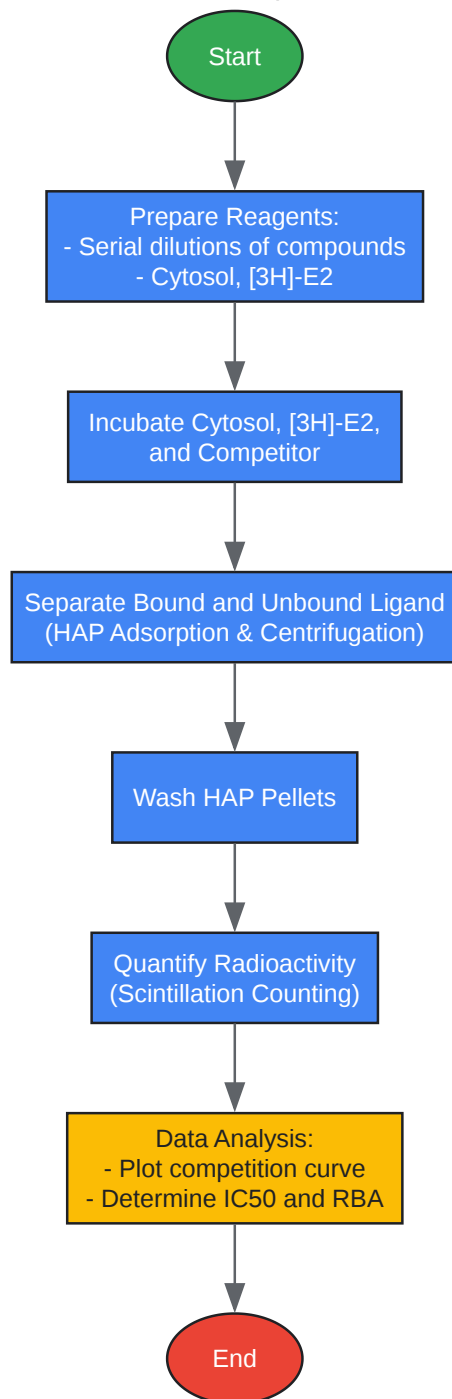 Start
Prepare Reagents:
- Serial dilutions of compounds
- Cytosol, [3H]-E2
Incubate Cytosol, [3H]-E2,
and Competitor
Separate Bound and Unbound Ligand
(HAP Adsorption & Centrifugation)
Wash HAP Pellets
Quantify Radioactivity
(Scintillation Counting)
Data Analysis:
- Plot competition curve
- Determine IC50 and RBA
End